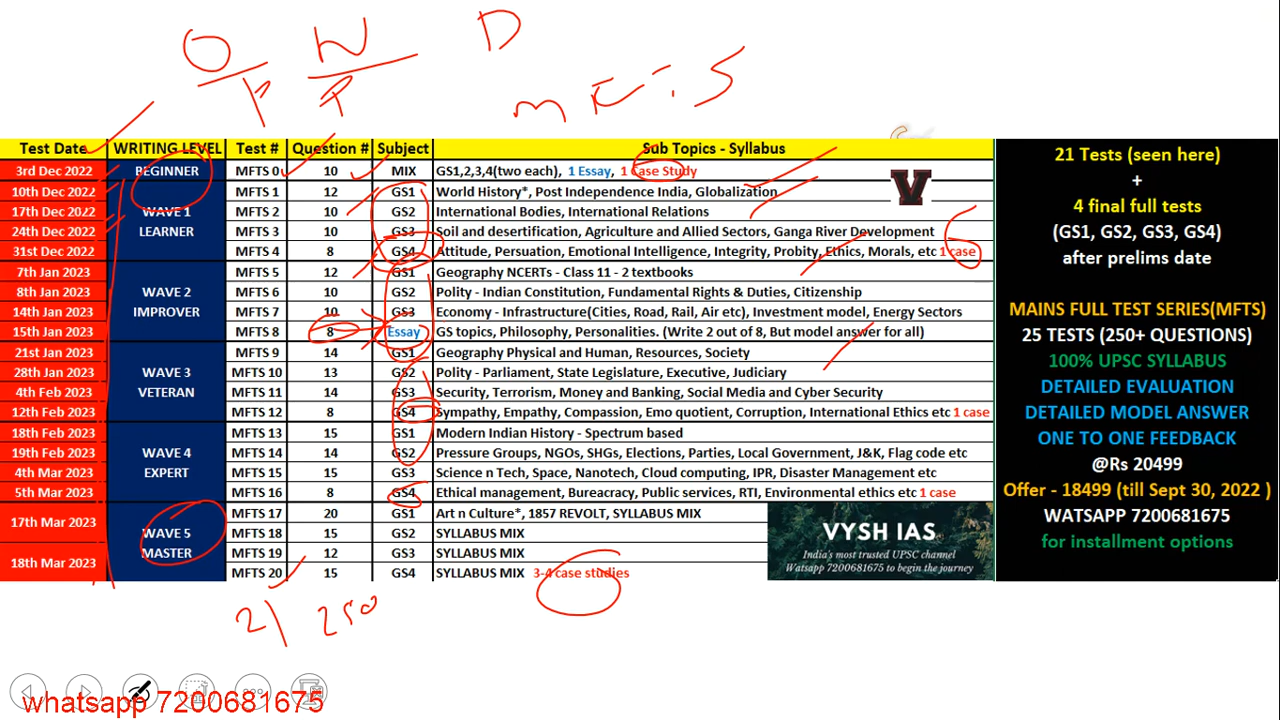 O N D
P P
M F T S
Test Date WRITING LEVEL Test # Question # Subject Sub Topics - Syllabus
3rd Dec 2022 BEGINNER MFTS 0 10 MIX GS1,2,3,4(two each), 1 Essay, 1 Case Study
10th Dec 2022 MFTS 1 12 GS1 World History*, Post Independence India, Globalization
17th Dec 2022 WAVE 1 MFTS 2 10 GS2 International Bodies, International Relations
24th Dec 2022 LEARNER MFTS 3 10 GS3 Soil and desertification, Agriculture and Allied Sectors, Ganga River Development
31st Dec 2022 MFTS 4 8 GS4 Attitude, Persuation, Emotional Intelligence, Integrity, Probity, Ethics, Morals, etc 1 case
7th Jan 2023 MFTS 5 12 GS1 Geography NCERTs - Class 11 - 2 textbooks
8th Jan 2023 WAVE 2 MFTS 6 10 GS2 Polity - Indian Constitution, Fundamental Rights & Duties, Citizenship
14th Jan 2023 IMPROVER MFTS 7 10 GS3 Economy - Infrastructure(Cities, Road, Rail, Air etc), Investment model, Energy Sectors
15th Jan 2023 MFTS 8 8 Essay GS topics, Philosophy, Personalities. (Write 2 out of 8, But model answer for all)
21st Jan 2023 MFTS 9 14 GS1 Geography Physical and Human, Resources, Society
28th Jan 2023 WAVE 3 MFTS 10 13 GS2 Polity - Parliament, State Legislature, Executive, Judiciary
4th Feb 2023 VETERAN MFTS 11 14 GS3 Security, Terrorism, Money and Banking, Social Media and Cyber Security
12th Feb 2023 MFTS 12 8 GS4 Sympathy, Empathy, Compassion, Emo quotient, Corruption, International Ethics etc 1 case
18th Feb 2023 MFTS 13 15 GS1 Modern Indian History - Spectrum based
19th Feb 2023 WAVE 4 MFTS 14 14 GS2 Pressure Groups, NGOs, SHGs, Elections, Parties, Local Government, J&K, Flag code etc
4th Mar 2023 EXPERT MFTS 15 15 GS3 Science n Tech, Space, Nanotech, Cloud computing, IPR, Disaster Management etc
5th Mar 2023 MFTS 16 8 GS4 Ethical management, Bureacracy, Public services, RTI, Environmental ethics etc 1 case
17th Mar 2023 MFTS 17 20 GS1 Art n Culture*, 1857 REVOLT, SYLLABUS MIX
WAVE 5 MFTS 18 15 GS2 SYLLABUS MIX
18th Mar 2023 MASTER MFTS 19 12 GS3 SYLLABUS MIX
MFTS 20 15 GS4 SYLLABUS MIX 3-4 case studies
21 250
VYSH IAS
India's most trusted UPSC channel
Watsapp 7200681675 to begin the journey
21 Tests (seen here)
+
4 final full tests
(GS1, GS2, GS3, GS4)
after prelims date
MAINS FULL TEST SERIES(MFTS)
25 TESTS (250+ QUESTIONS)
100% UPSC SYLLABUS
DETAILED EVALUATION
DETAILED MODEL ANSWER
ONE TO ONE FEEDBACK
@Rs 20499
Offer - 18499 (till Sept 30, 2022 )
WATSAPP 7200681675
for installment options
whatsapp 7200681675